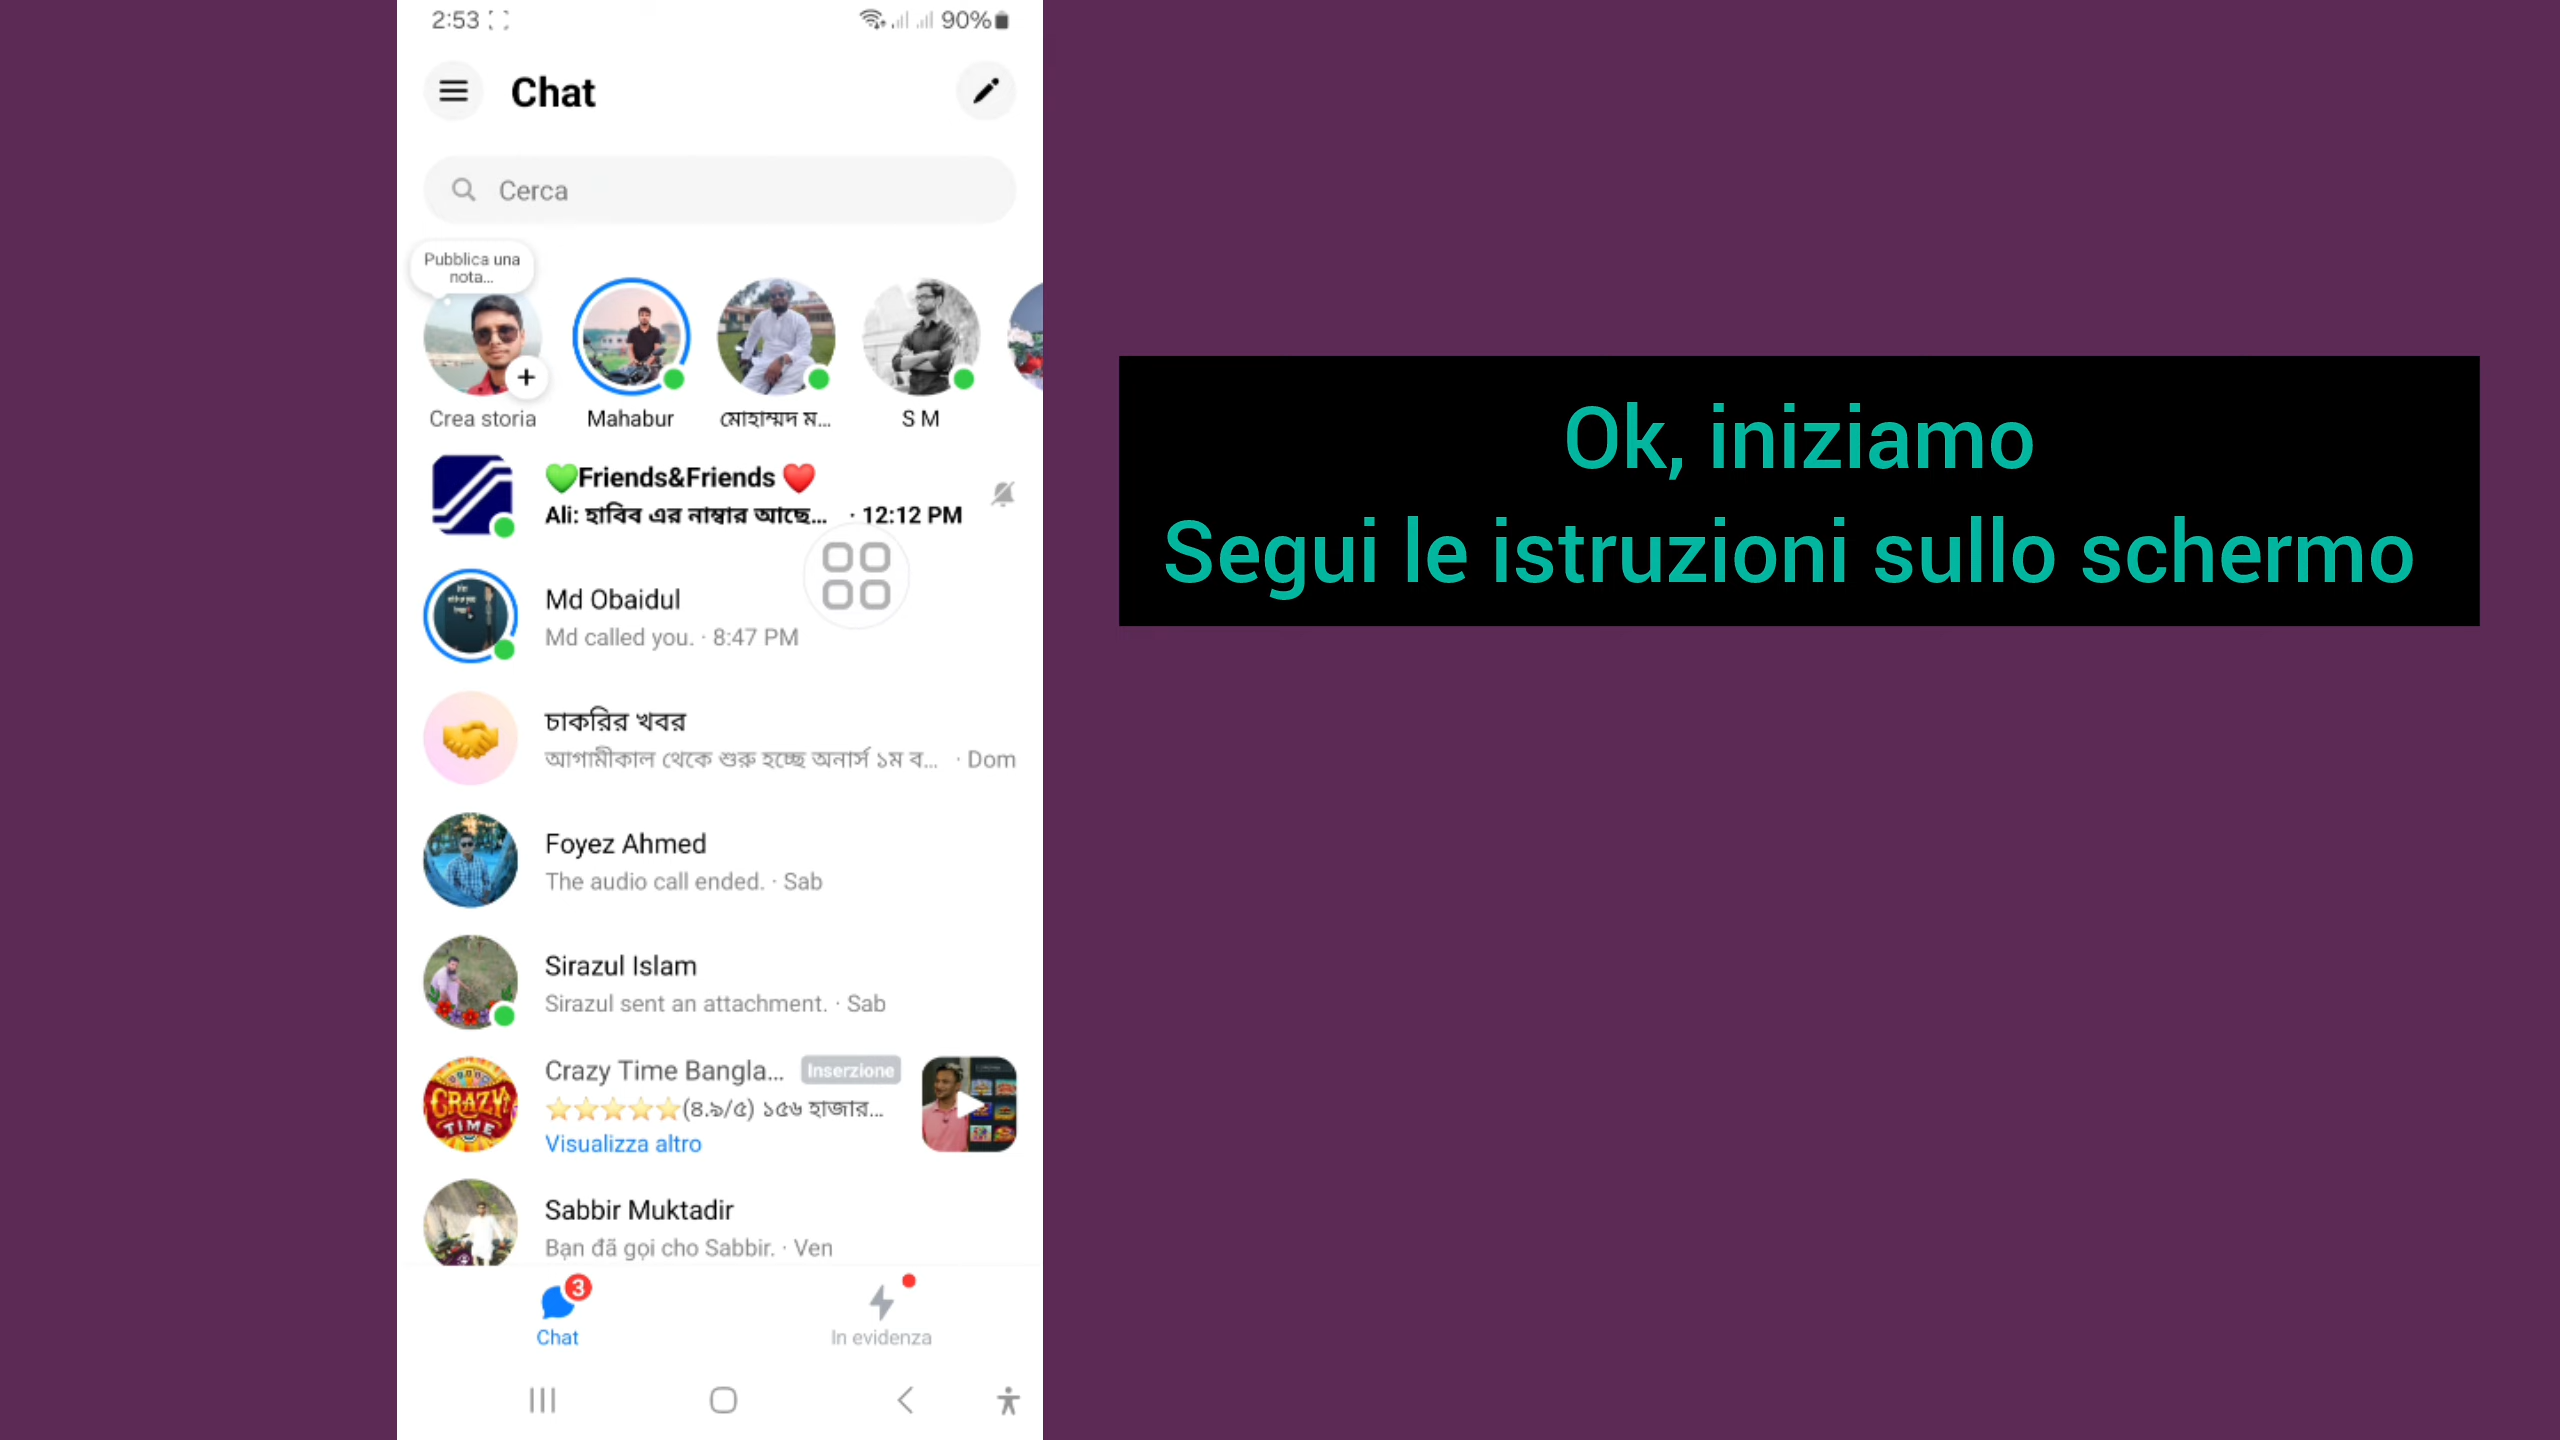 2:53
90%
Chat
Cerca
Pubblica una
nota...
Crea storia
Mahabur
মোহাম্মদ ম...
S M
💚Friends&Friends ❤️
Ali: হাবিব এর নাম্বার আছে... · 12:12 PM
Md Obaidul
Md called you. · 8:47 PM
চাকরির খবর
আগামীকাল থেকে শুরু হচ্ছে অনার্স ১ম ব... · Dom
Foyez Ahmed
The audio call ended. · Sab
Sirazul Islam
Sirazul sent an attachment. · Sab
CRAZY
TIME
Crazy Time Bangla... Inserzione
⭐⭐⭐⭐⭐(৪.৯/৫) ১৫৬ হাজার...
Visualizza altro
Sabbir Muktadir
Bạn đã gọi cho Sabbir. · Ven
3
Chat
In evidenza
Ok, iniziamo
Segui le istruzioni sullo schermo